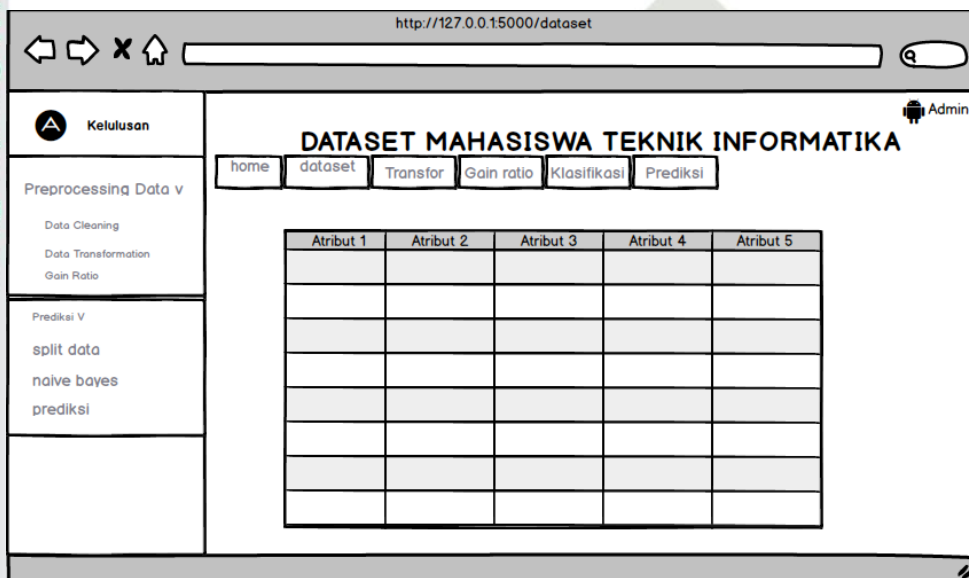 http://127.0.0.1:5000/dataset
Admin
Kelulusan
DATASET MAHASISWA TEKNIK INFORMATIKA
home dataset Transfor Gain ratio Klasifikasi Prediksi
Preprocessing Data v
Data Cleaning
Data Transformation
Gain Ratio
Prediksi V
split data
naive bayes
prediksi
Atribut 1 Atribut 2 Atribut 3 Atribut 4 Atribut 5